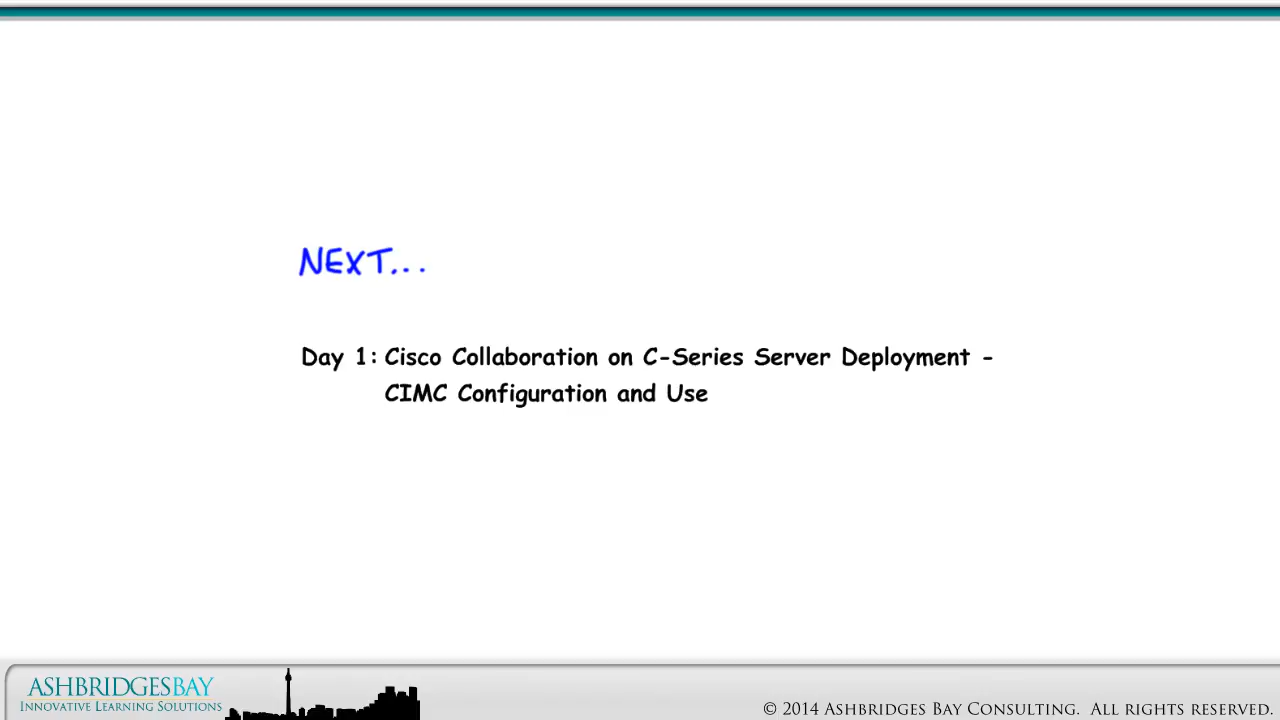 NEXT...
Day 1: Cisco Collaboration on C-Series Server Deployment -
CIMC Configuration and Use
ASHBRIDGESBAY
INNOVATIVE LEARNING SOLUTIONS
© 2014 ASHBRIDGES BAY CONSULTING. ALL RIGHTS RESERVED.